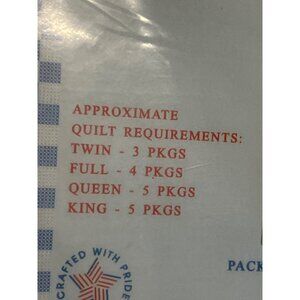 APPROXIMATE
QUILT REQUIREMENTS:
TWIN - 3 PKGS
FULL - 4 PKGS
QUEEN - 5 PKGS
KING - 5 PKGS
CRAFTED WITH PRIDE
PACK